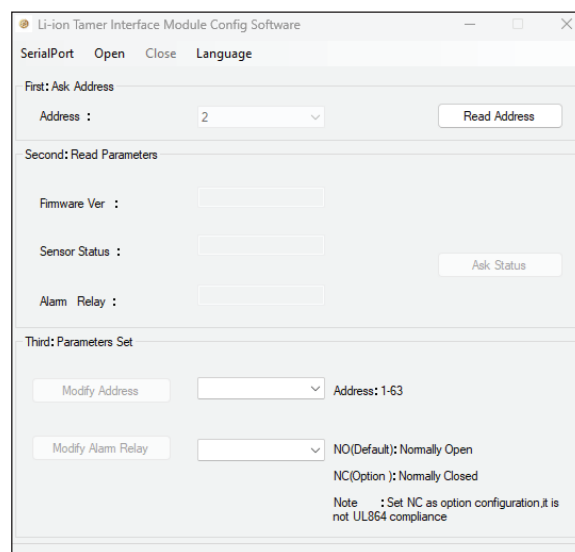 Li-ion Tamer Interface Module Config Software
SerialPort Open Close Language
First: Ask Address
Address : 2 Read Address
Second: Read Parameters
Firmware Ver :
Sensor Status :
Ask Status
Alarm Relay :
Third: Parameters Set
Modify Address Address: 1-63
Modify Alarm Relay NO(Default): Normally Open
NC(Option ): Normally Closed
Note : Set NC as option configuration,it is
not UL864 compliance